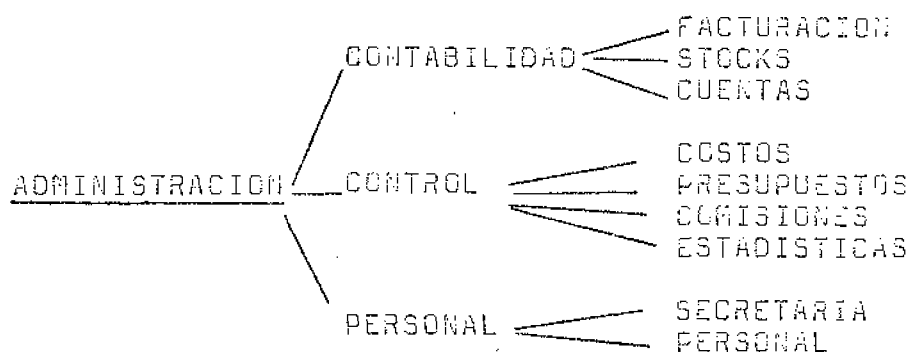 FACTURACION
CONTABILIDAD STOCKS
CUENTAS
COSTOS
ADMINISTRACION CONTROL PRESUPUESTOS
COMISIONES
ESTADISTICAS
SECRETARIA
PERSONAL PERSONAL